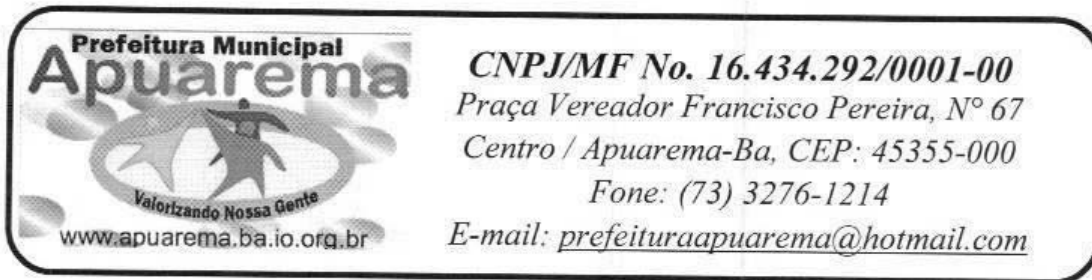 Prefeitura Municipal
Apuarema
Valorizando Nossa Gente
www.apuarema.ba.io.org.br
CNPJ/MF No. 16.434.292/0001-00
Praça Vereador Francisco Pereira, N° 67
Centro / Apuarema-Ba, CEP: 45355-000
Fone: (73) 3276-1214
E-mail: prefeituraapuarema@hotmail.com